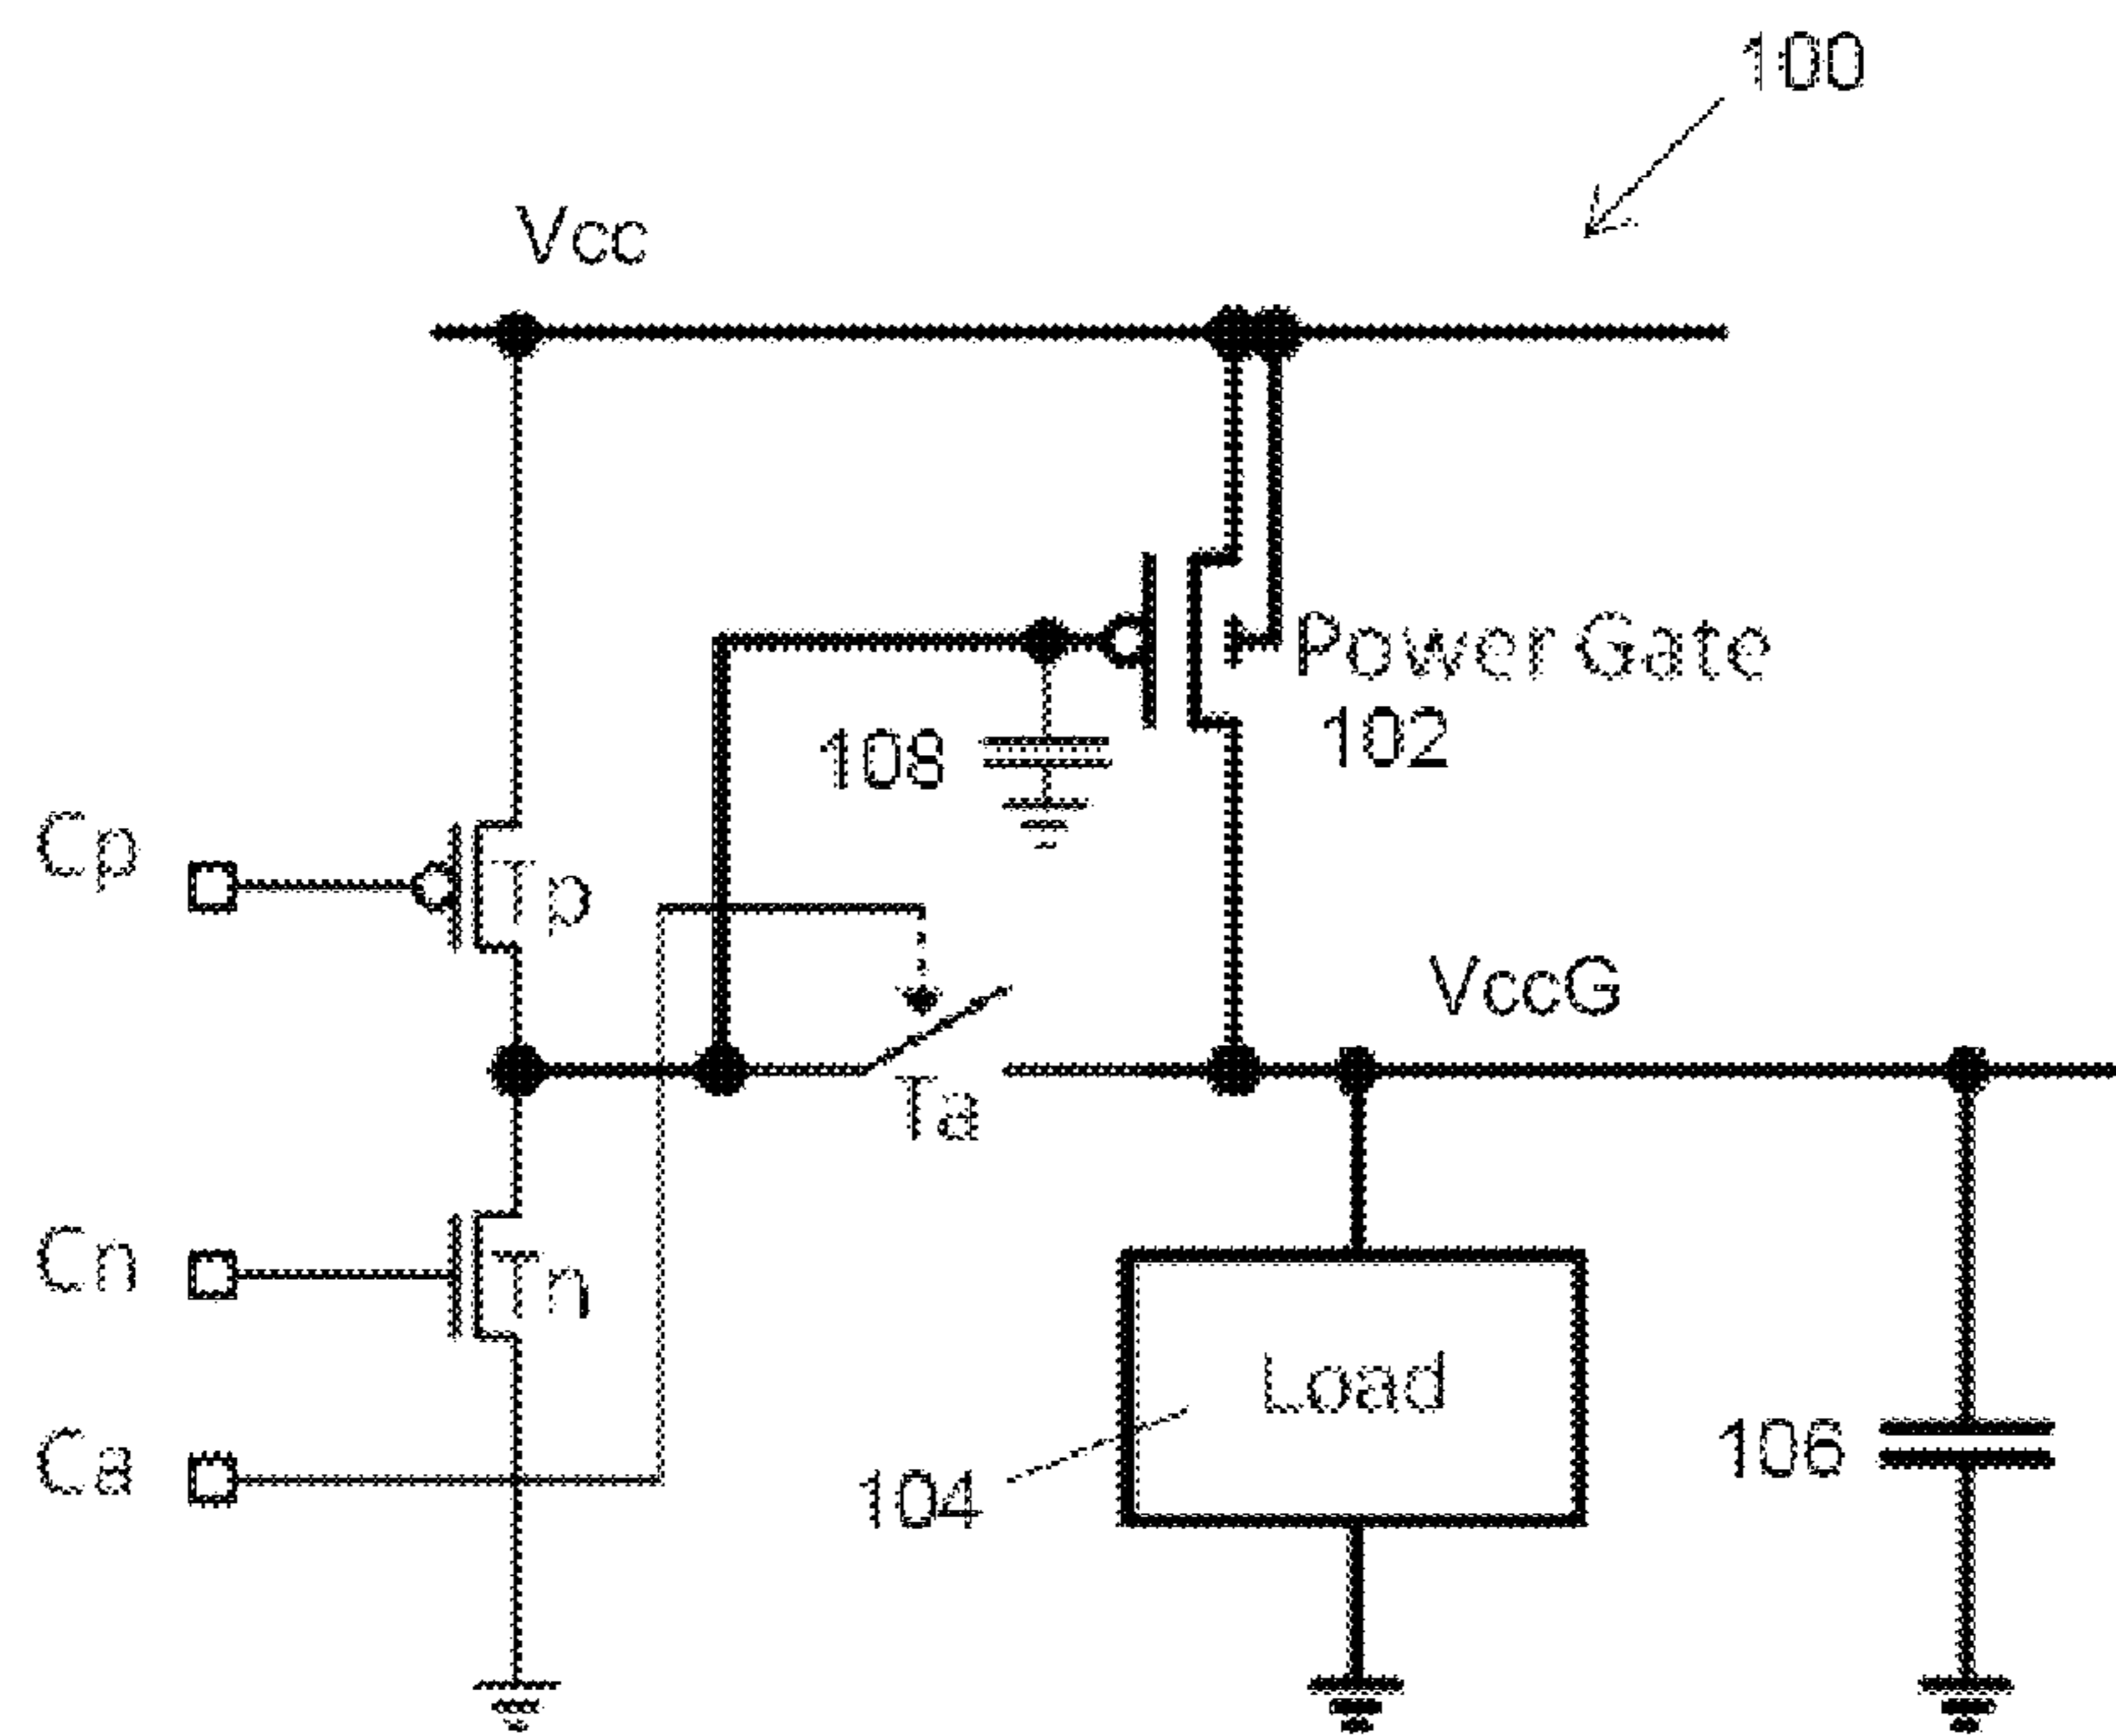 100
Vcc
Power Gate
102
108
Cp
Tp
VccG
Ta
Cn
Tn
Load
Ca
104
106